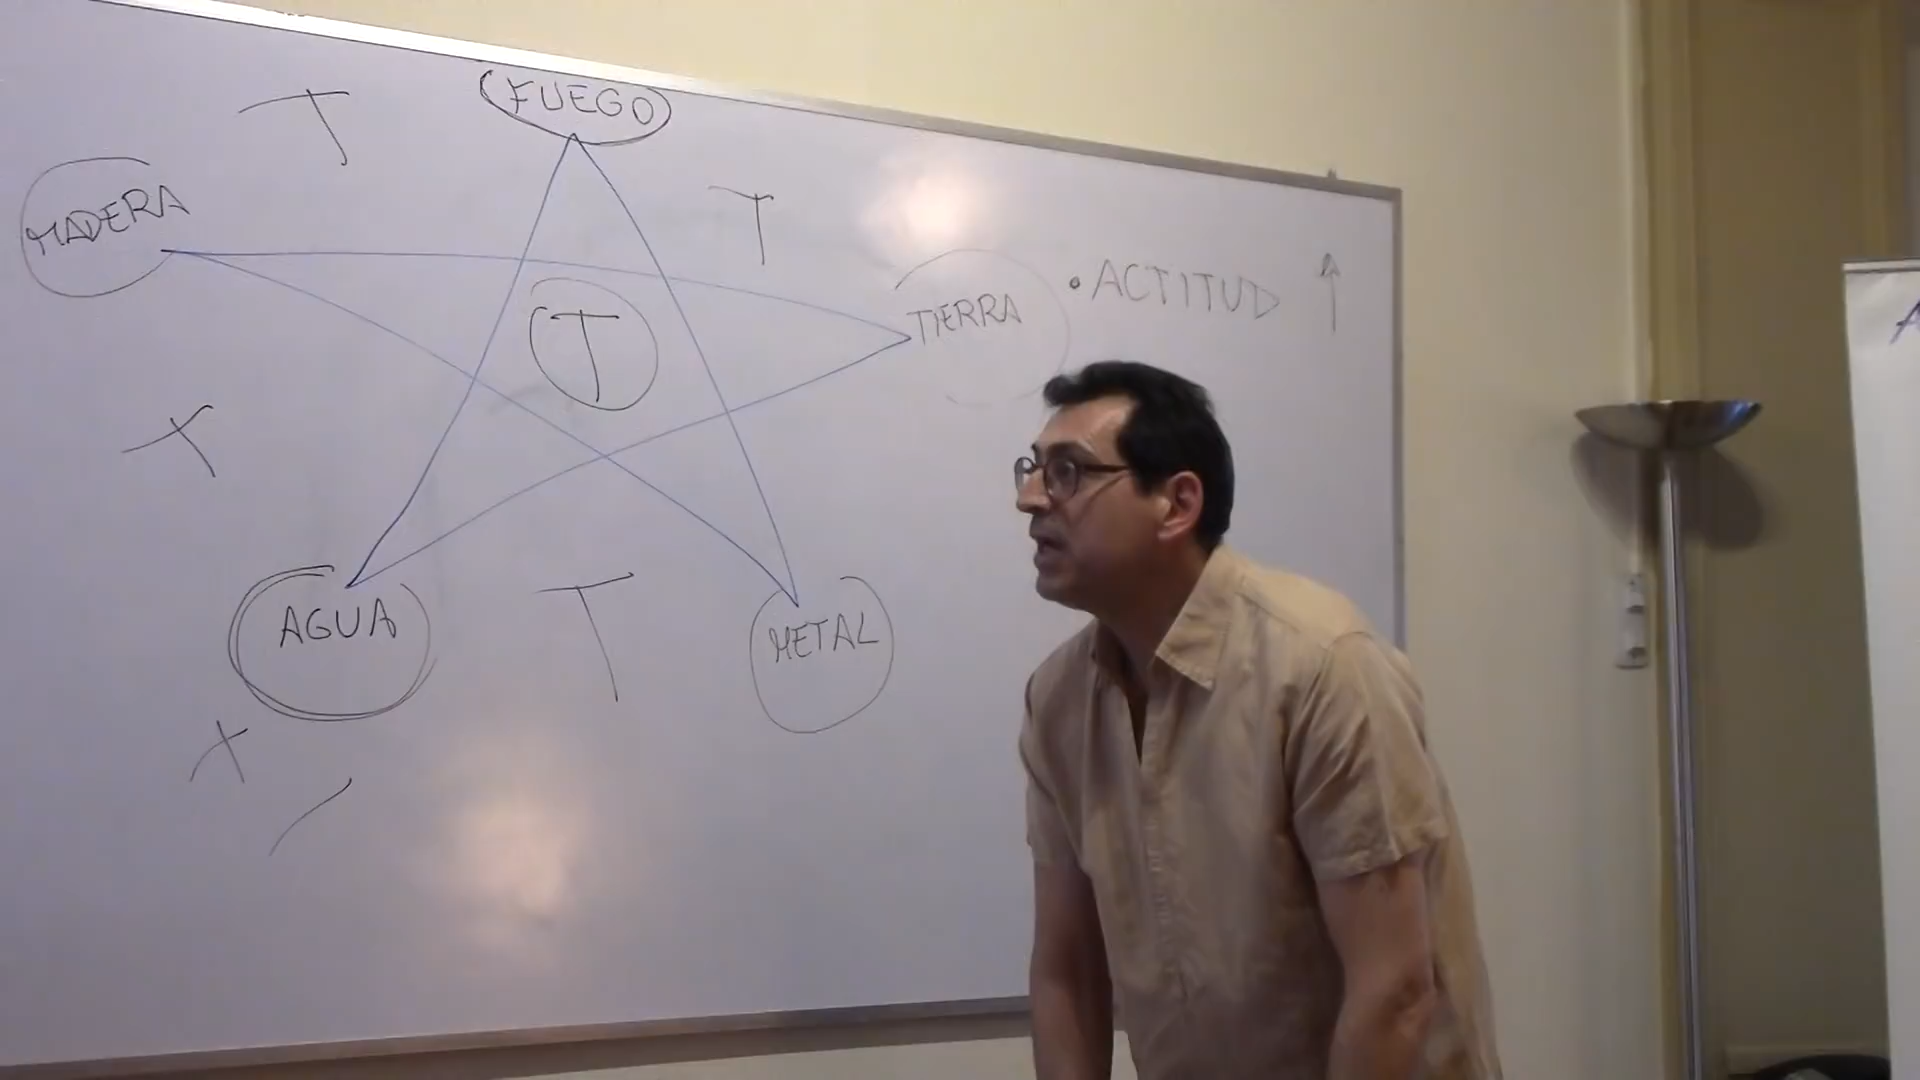 FUEGO
T
MADERA
T
TIERRA
• ACTITUD ↑
T
T
AGUA
T
METAL
A